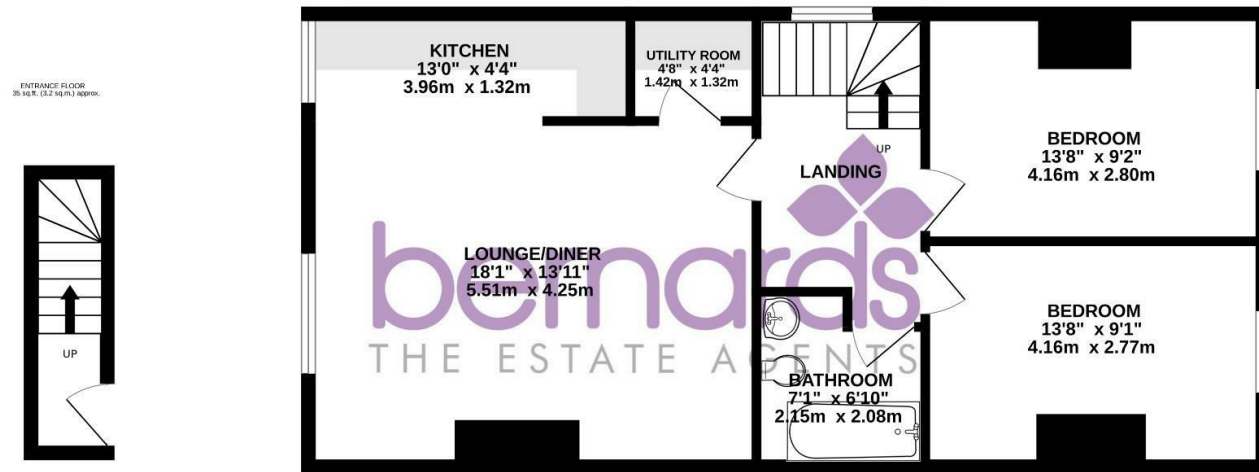 ENTRANCE FLOOR
35 sq.ft. (3.2 sq.m.) approx.
UP
KITCHEN
13'0" x 4'4"
3.96m x 1.32m
UTILITY ROOM
4'8" x 4'4"
1.42m x 1.32m
UP
LANDING
BEDROOM
13'8" x 9'2"
4.16m x 2.80m
LOUNGE/DINER
18'1" x 13'11"
5.51m x 4.25m
BEDROOM
13'8" x 9'1"
4.16m x 2.77m
BATHROOM
7'1" x 6'10"
2.15m x 2.08m
bernards
THE ESTATE AGENTS